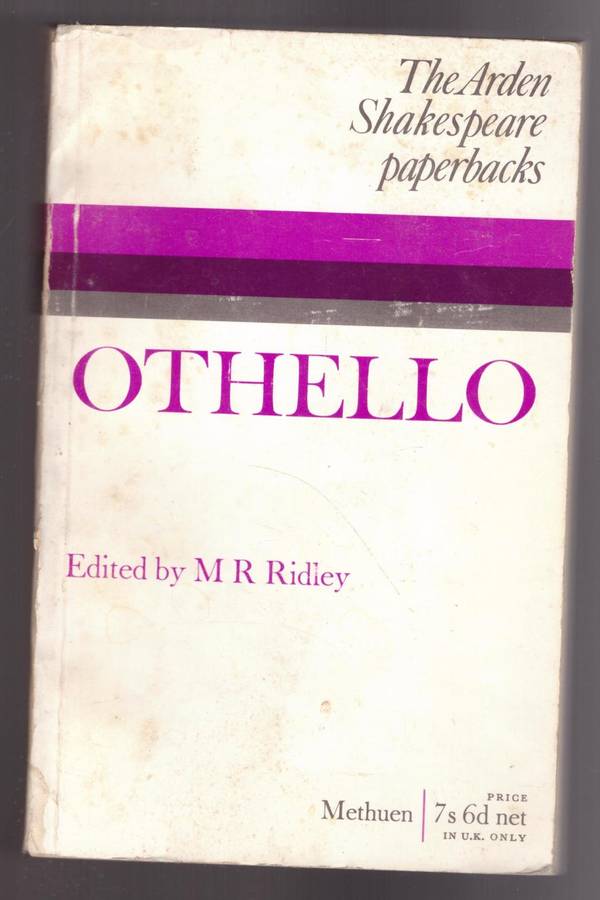 The Arden
Shakespeare
paperbacks
OTHELLO
Edited by M R Ridley
Methuen
PRICE
7s 6d net
IN U.K. ONLY